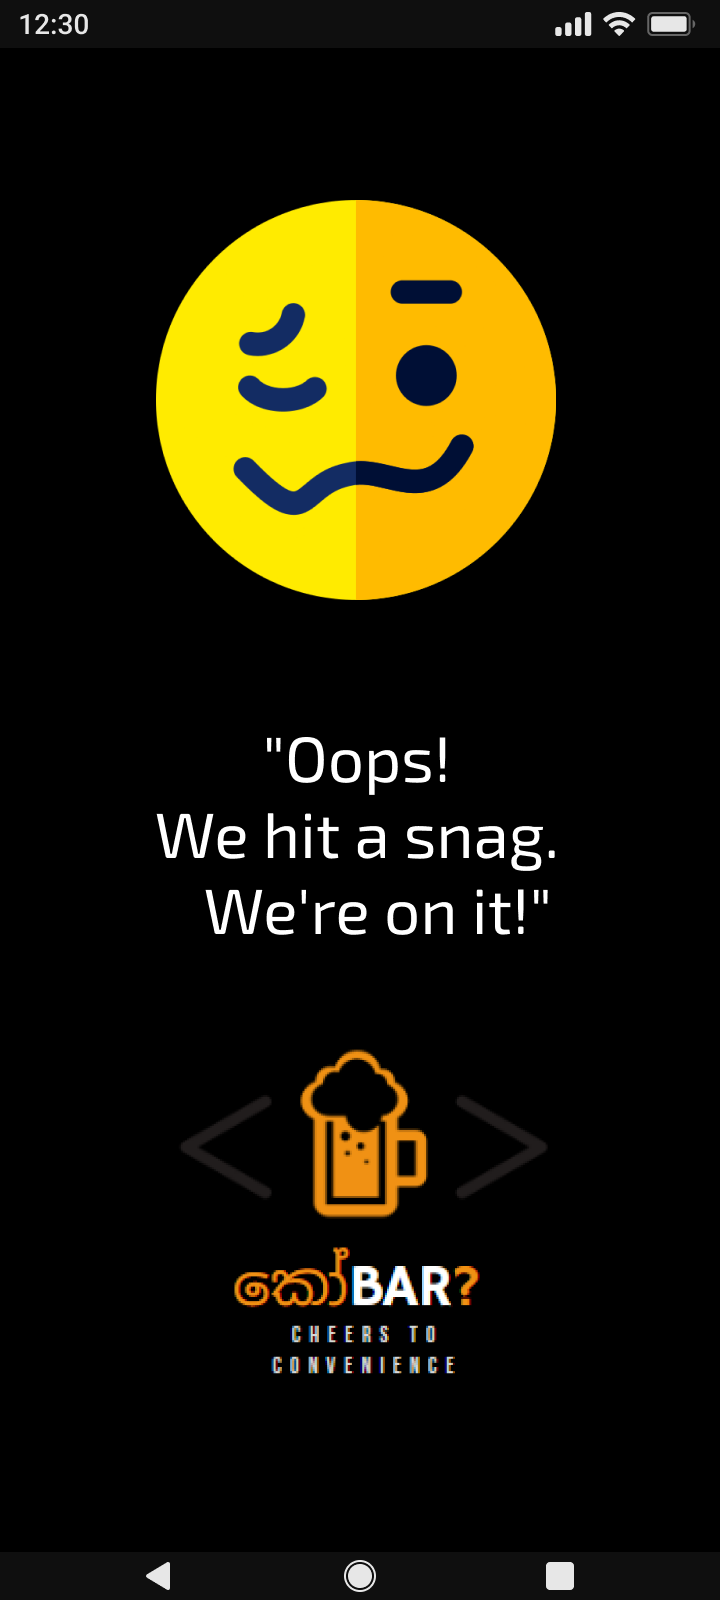 12:30
"Oops!
We hit a snag.
We're on it!"
කෝBAR?
CHEERS TO
CONVENIENCE